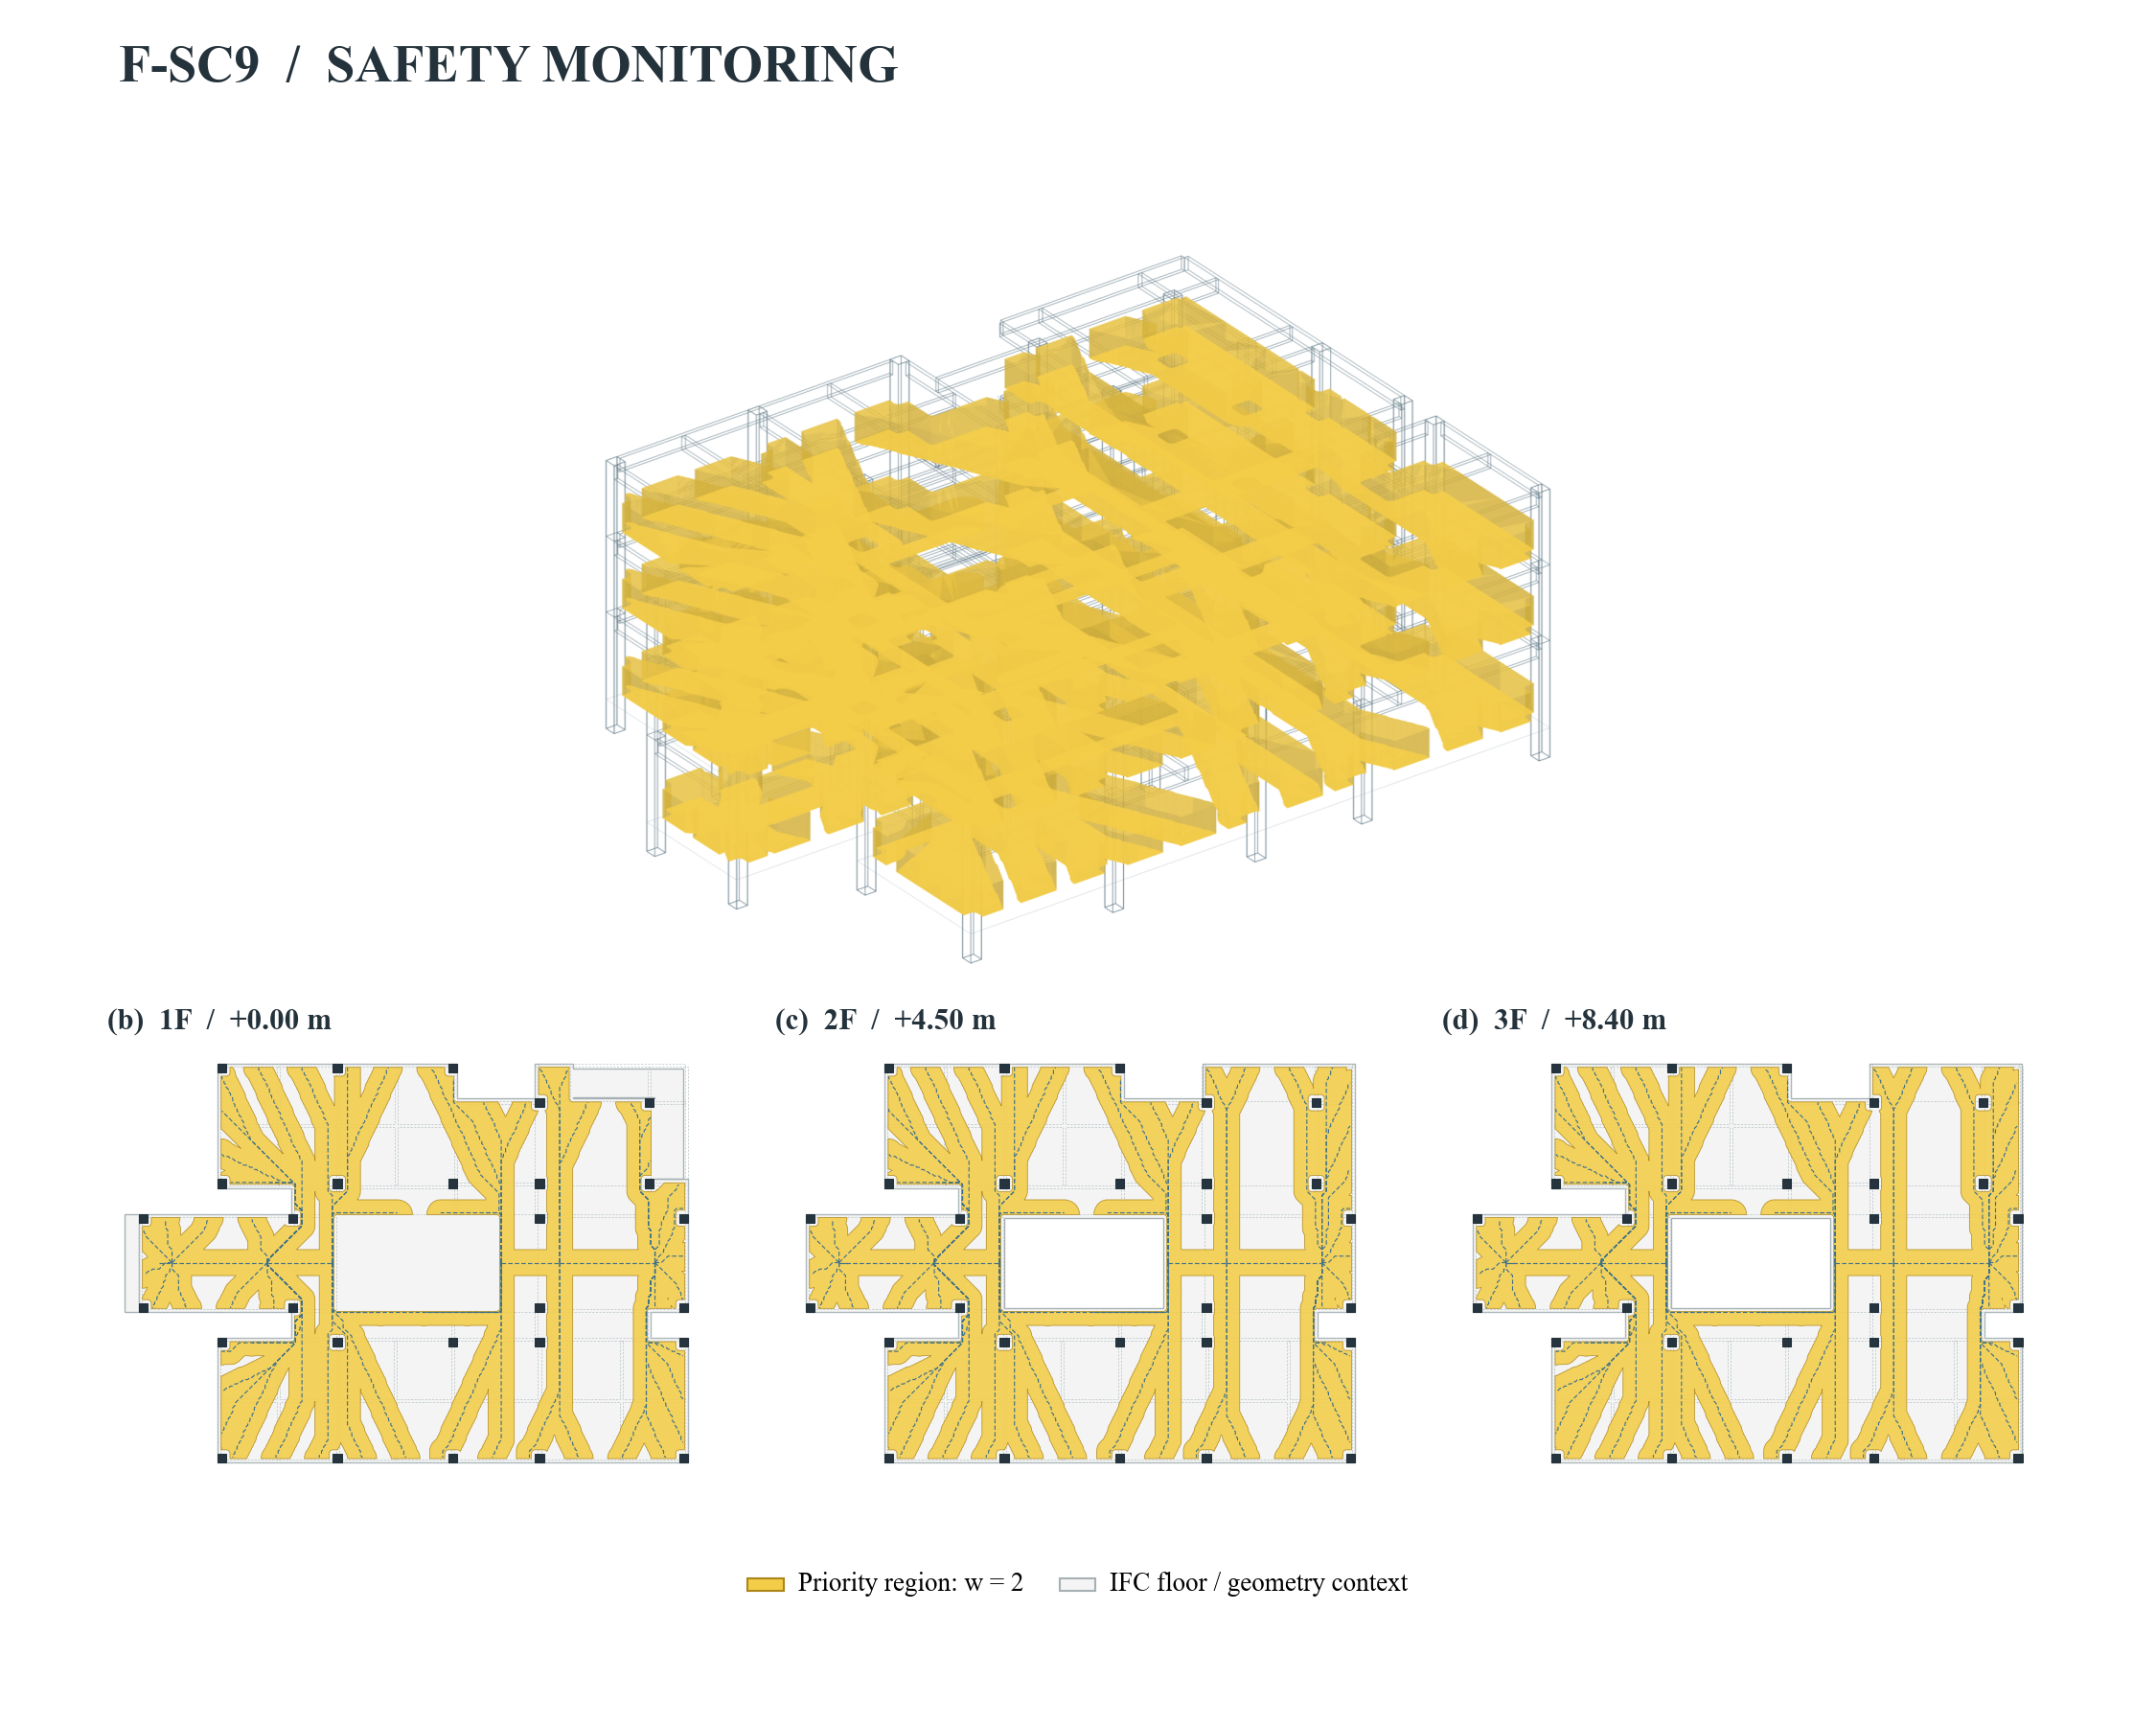 F-SC9 / SAFETY MONITORING
(b) 1F / +0.00 m
(c) 2F / +4.50 m
(d) 3F / +8.40 m
Priority region: w = 2
IFC floor / geometry context